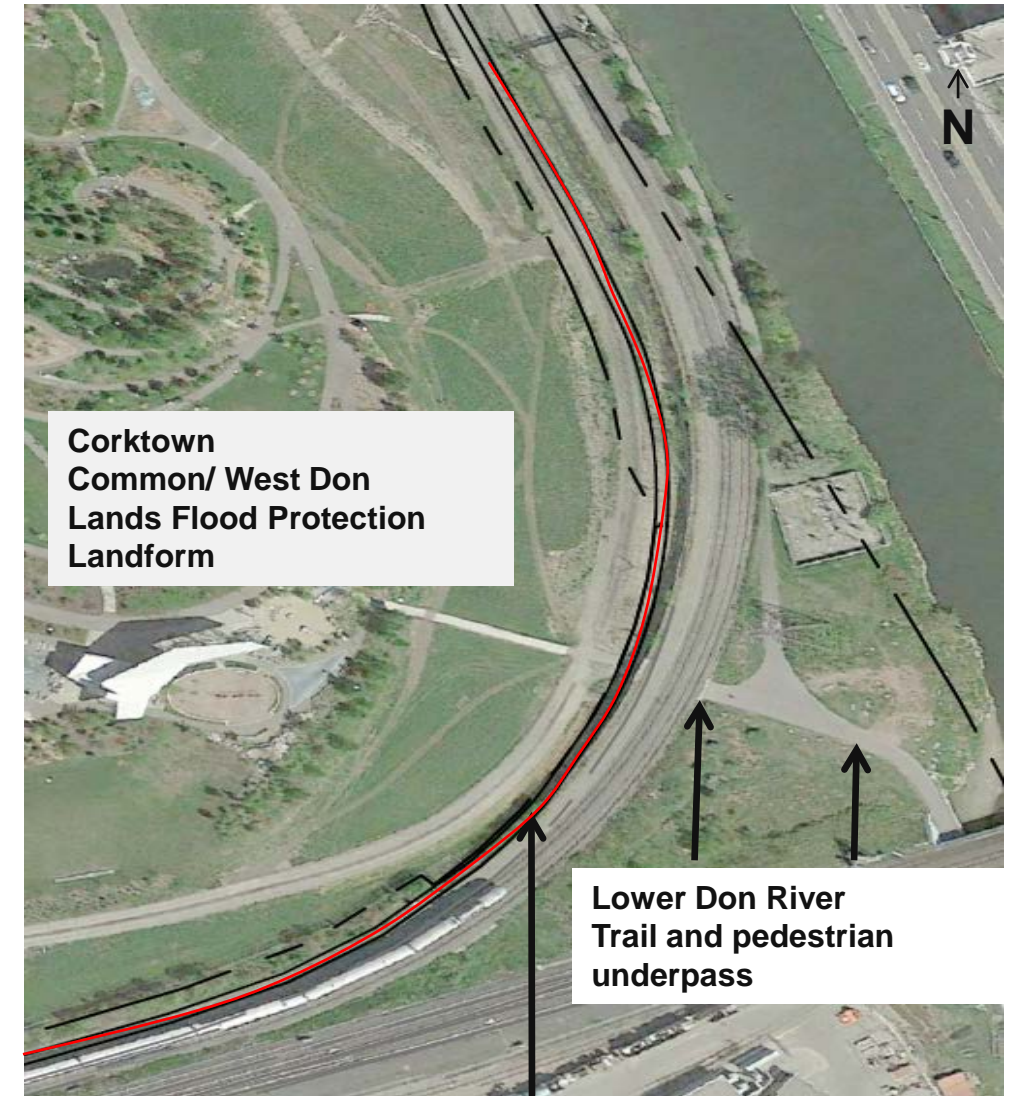 N
Corktown
Common/ West Don
Lands Flood Protection
Landform
Lower Don River
Trail and pedestrian
underpass